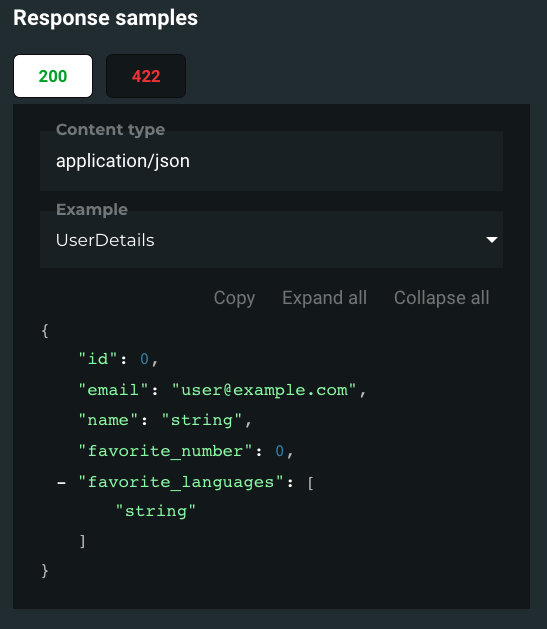 Response samples
200 422
Content type
application/json
Example
UserDetails
Copy Expand all Collapse all
{
"id": 0,
"email": "user@example.com",
"name": "string",
"favorite_number": 0,
- "favorite_languages": [
"string"
]
}